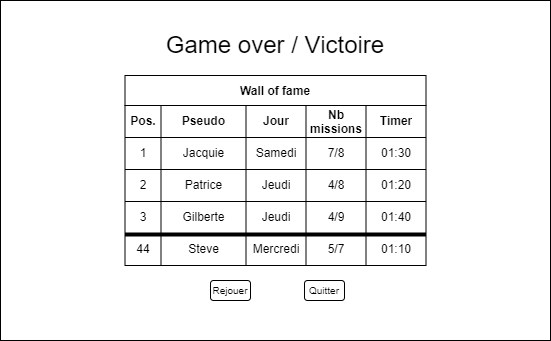 Game over / Victoire
Wall of fame
Pos. Pseudo Jour Nb missions Timer
1 Jacquie Samedi 7/8 01:30
2 Patrice Jeudi 4/8 01:20
3 Gilberte Jeudi 4/9 01:40
44 Steve Mercredi 5/7 01:10
Rejouer Quitter